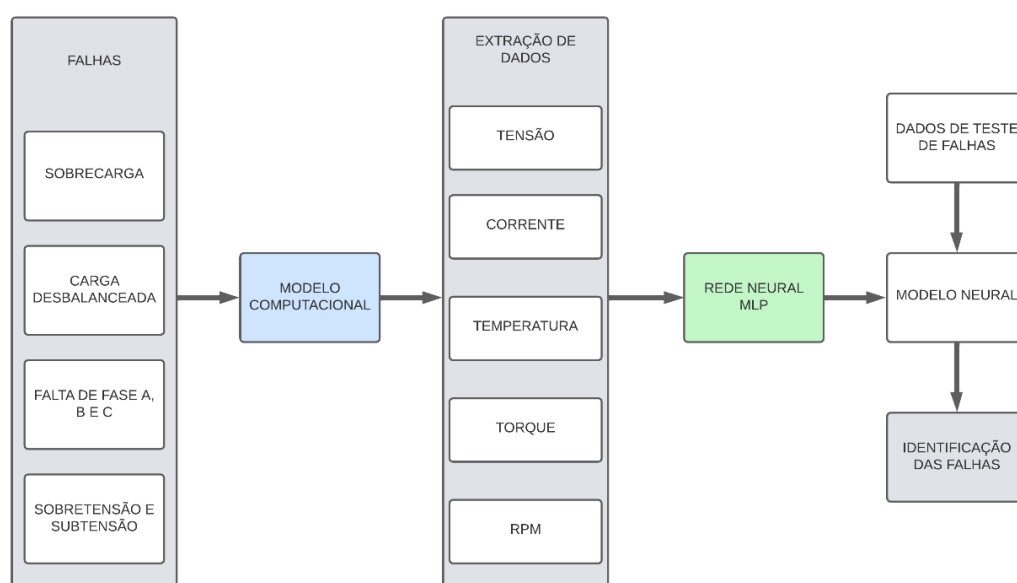 FALHAS
SOBRECARGA
CARGA
DESBALANCEADA
FALTA DE FASE A,
B E C
SOBRETENSÃO E
SUBTENSÃO
MODELO
COMPUTACIONAL
EXTRAÇÃO DE
DADOS
TENSÃO
CORRENTE
TEMPERATURA
TORQUE
RPM
REDE NEURAL
MLP
DADOS DE TESTE
DE FALHAS
MODELO NEURAL
IDENTIFICAÇÃO
DAS FALHAS